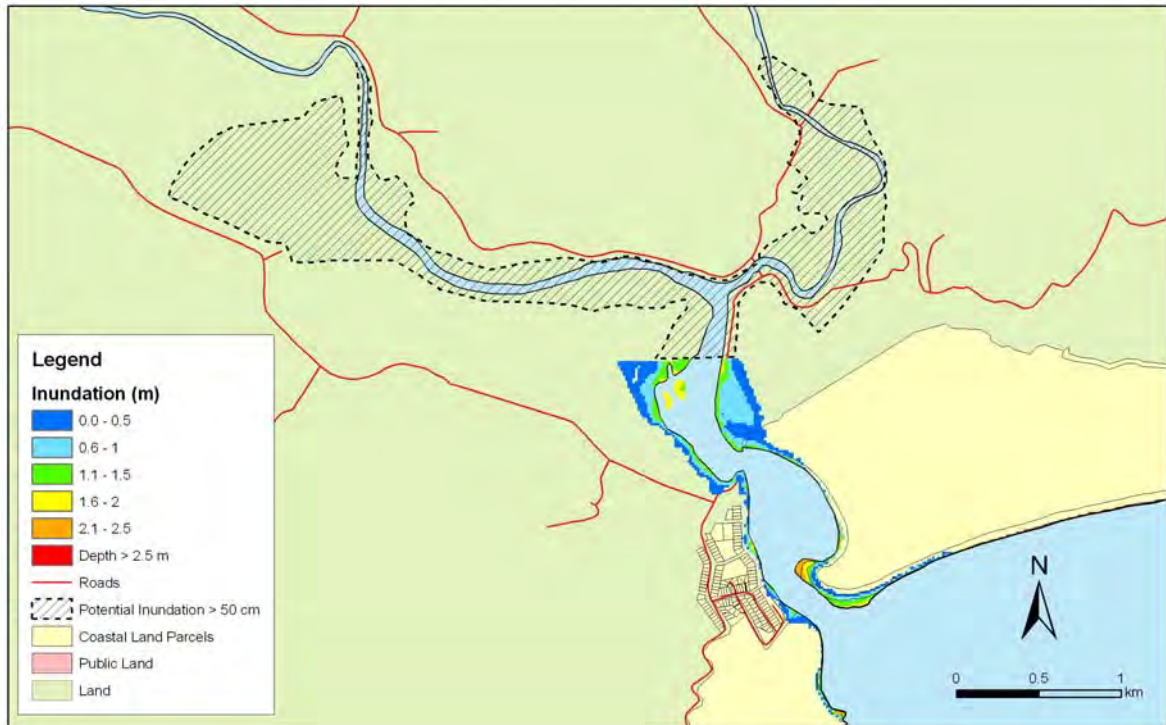 Legend
Inundation (m)
0.0 - 0.5
0.6 - 1
1.1 - 1.5
1.6 - 2
2.1 - 2.5
Depth > 2.5 m
Roads
Potential Inundation > 50 cm
Coastal Land Parcels
Public Land
Land
N
0 0.5 1
km